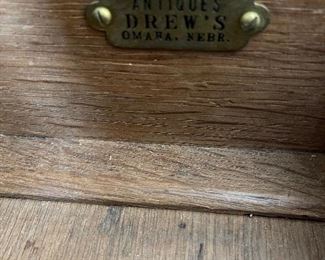 ANTIQUES
DREW'S
OMAHA, NEBR.